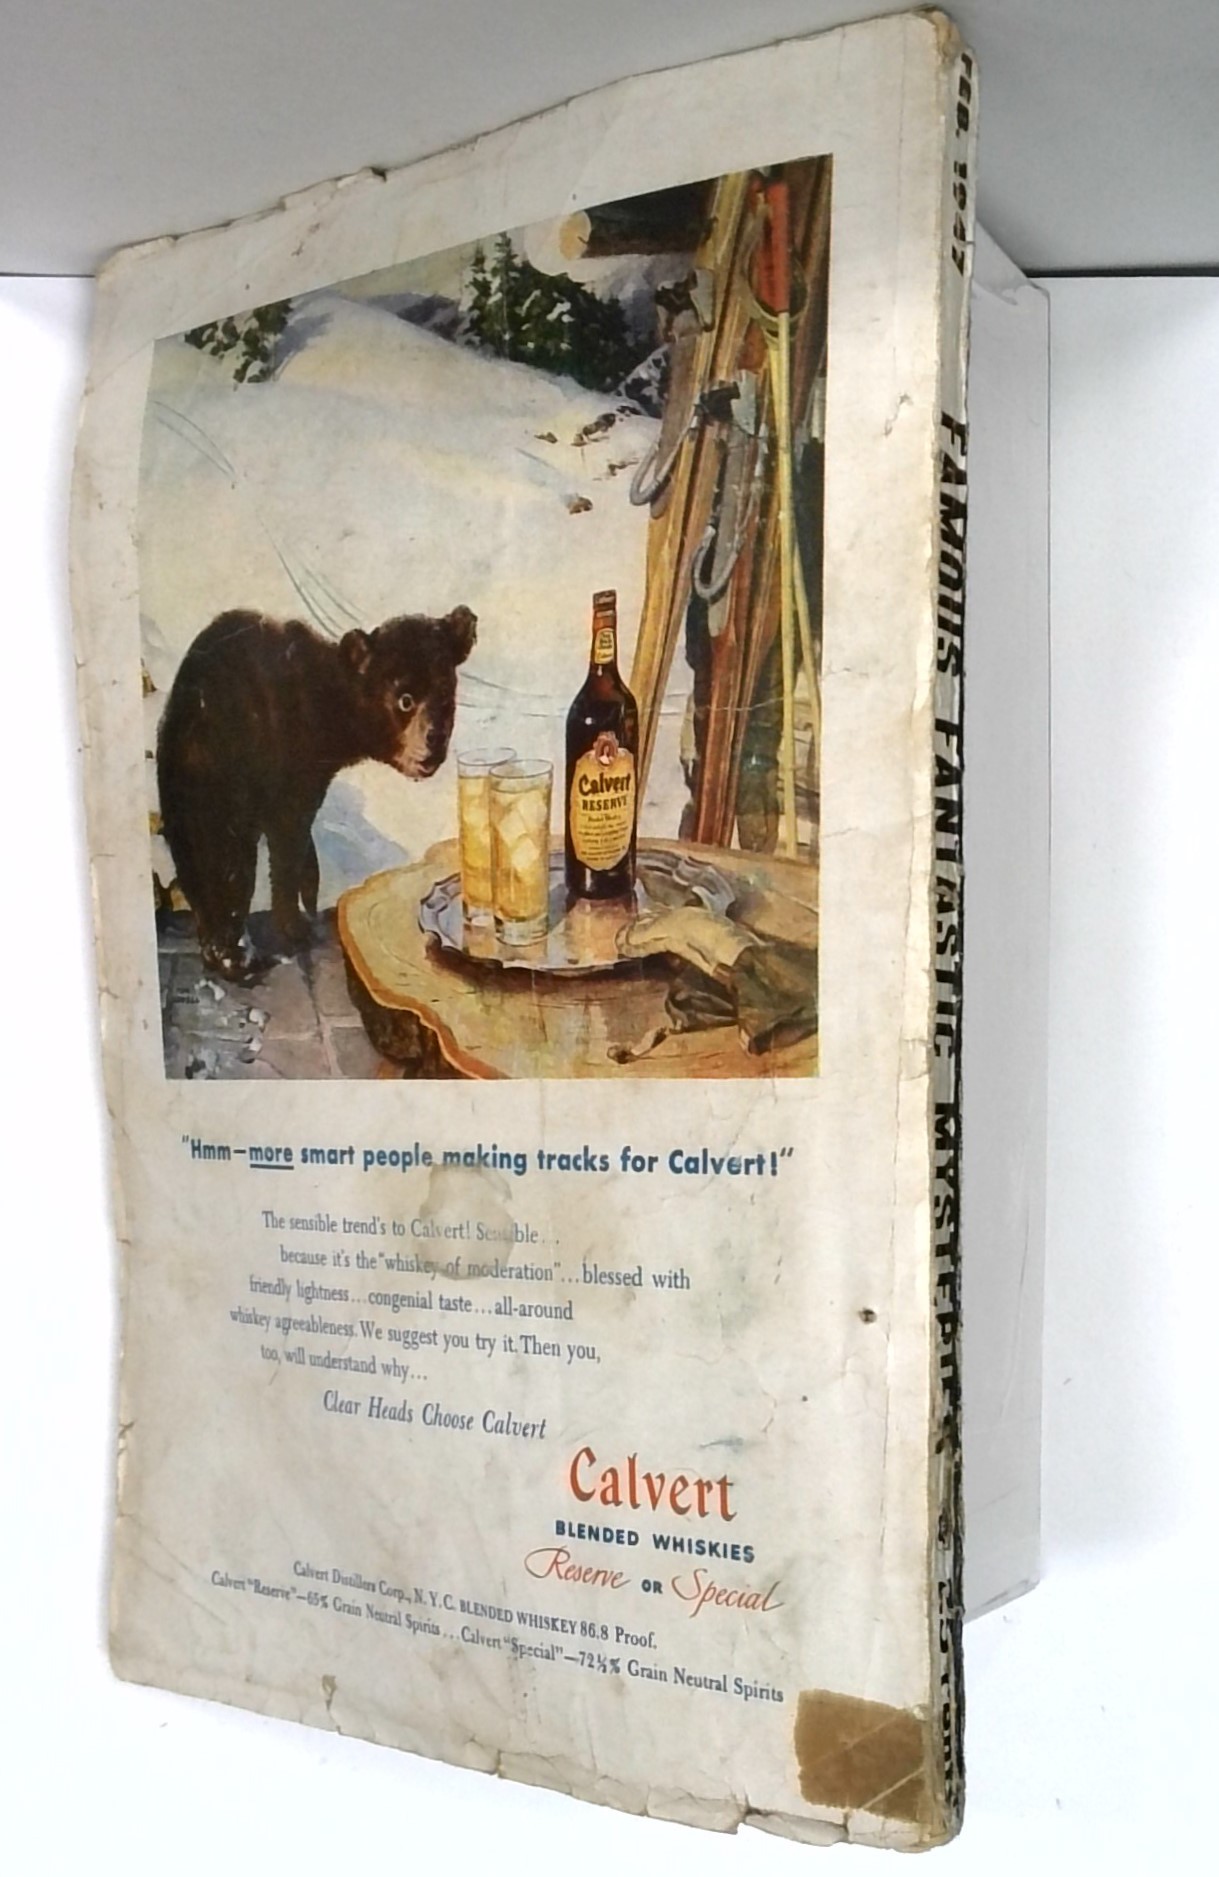 Calvert
RESERVE
"Hmm—more smart people making tracks for Calvert!"
The sensible trend's to Calvert! Sensible...
because it's the "whiskey of moderation"...blessed with
friendly lightness...congenial taste...all-around
whiskey agreeableness. We suggest you try it. Then you,
too, will understand why...
Clear Heads Choose Calvert
Calvert
BLENDED WHISKIES
Reserve OR Special
Calvert Distillers Corp., N.Y.C. BLENDED WHISKEY 86.8 Proof.
Calvert "Reserve"—65% Grain Neutral Spirits...Calvert "Special"—72½% Grain Neutral Spirits
FEB. 1947
FAMOUS FANTASTIC MYSTERIES 25 Cents